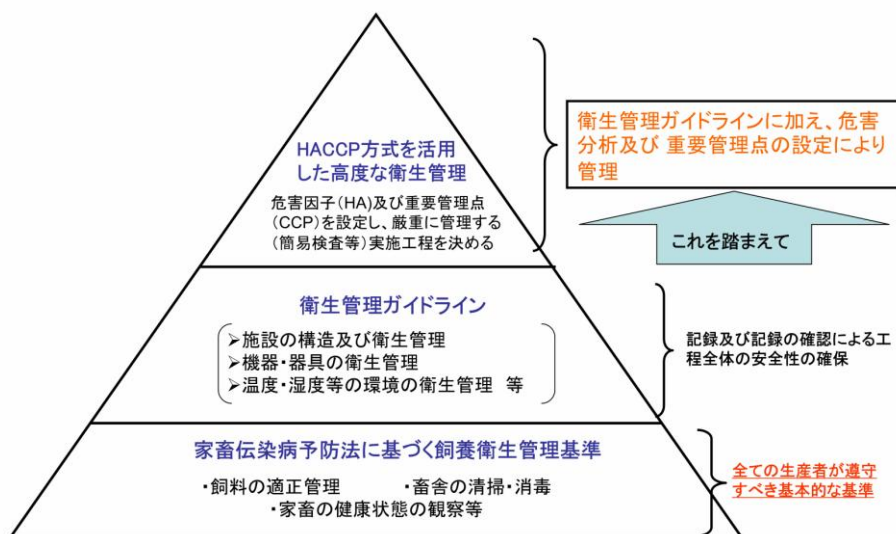 HACCP方式を活用
した高度な衛生管理
危害因子(HA)及び重要管理点
(CCP)を設定し、厳重に管理する
(簡易検査等)実施工程を決める
衛生管理ガイドラインに加え、危害
分析及び 重要管理点の設定により
管理
これを踏まえて
衛生管理ガイドライン
➢施設の構造及び衛生管理
➢機器・器具の衛生管理
➢温度・湿度等の環境の衛生管理 等
記録及び記録の確認による工
程全体の安全性の確保
家畜伝染病予防法に基づく飼養衛生管理基準
・飼料の適正管理 ・畜舎の清掃・消毒
・家畜の健康状態の観察等
全ての生産者が遵守
すべき基本的な基準